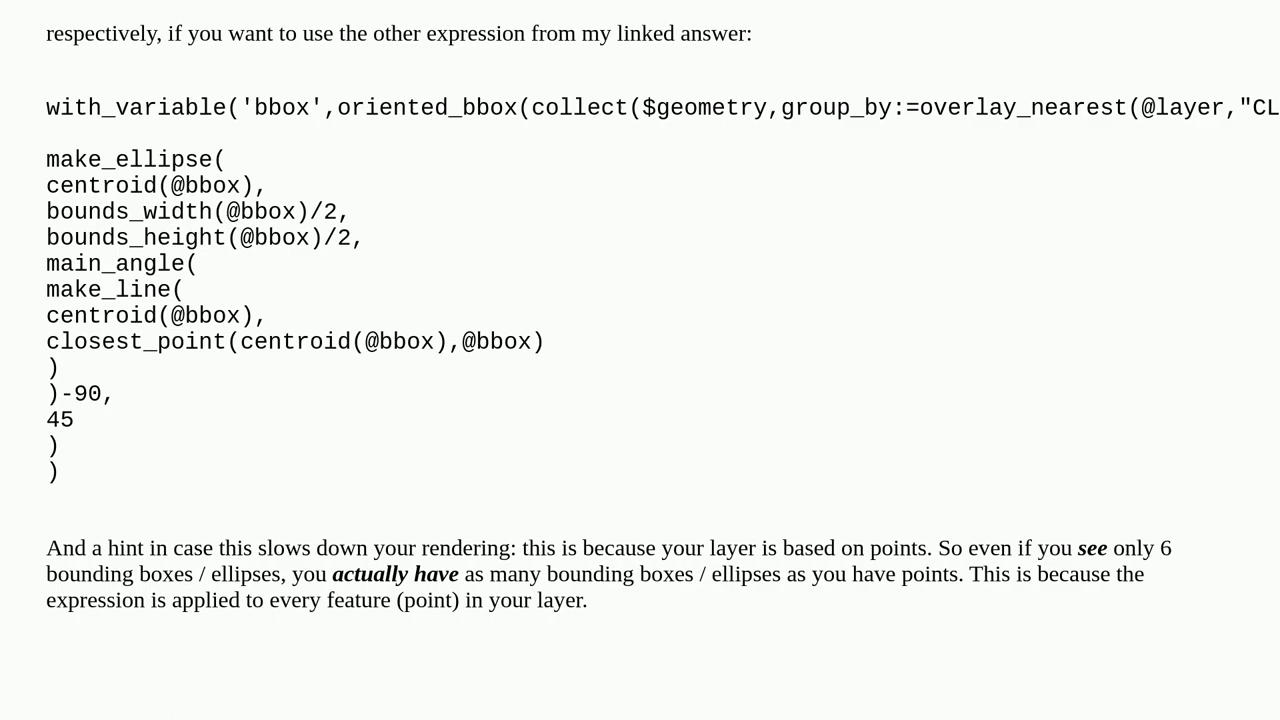 respectively, if you want to use the other expression from my linked answer:
with_variable('bbox',oriented_bbox(collect($geometry,group_by:=overlay_nearest(@layer,"CL
make_ellipse(
centroid(@bbox),
bounds_width(@bbox)/2,
bounds_height(@bbox)/2,
main_angle(
make_line(
centroid(@bbox),
closest_point(centroid(@bbox),@bbox)
)
)-90,
45
)
)
And a hint in case this slows down your rendering: this is because your layer is based on points. So even if you see only 6
bounding boxes / ellipses, you actually have as many bounding boxes / ellipses as you have points. This is because the
expression is applied to every feature (point) in your layer.